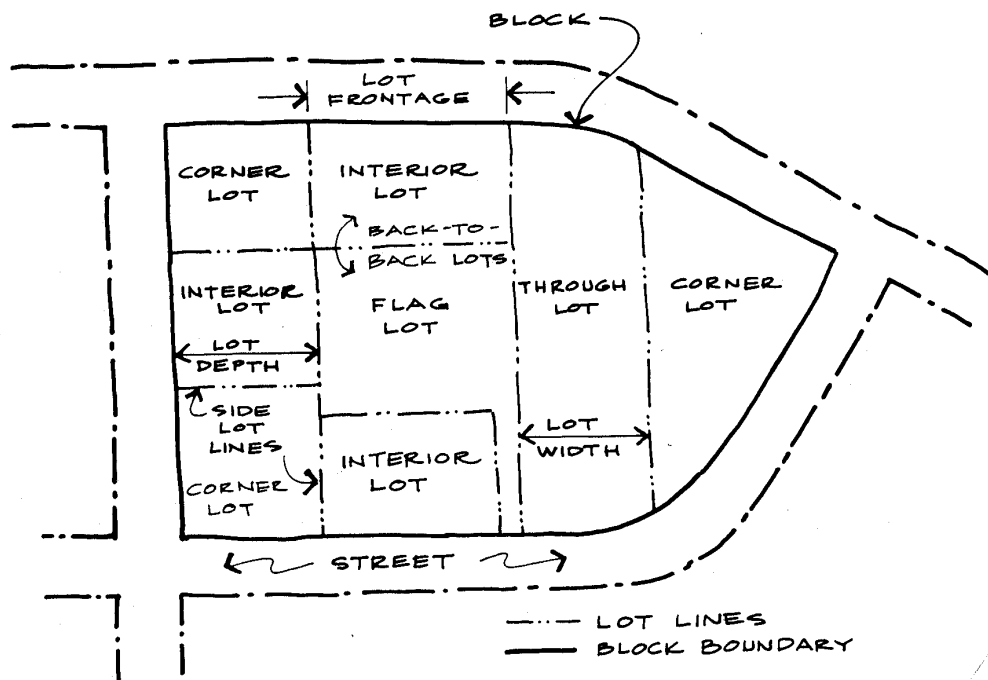 BLOCK
LOT
FRONTAGE
CORNER
LOT
INTERIOR
LOT
BACK-TO-
BACK LOTS
INTERIOR
LOT
FLAG
LOT
THROUGH
LOT
CORNER
LOT
LOT
DEPTH
SIDE
LOT
LINES
LOT
WIDTH
INTERIOR
LOT
CORNER
LOT
STREET
LOT LINES
BLOCK BOUNDARY